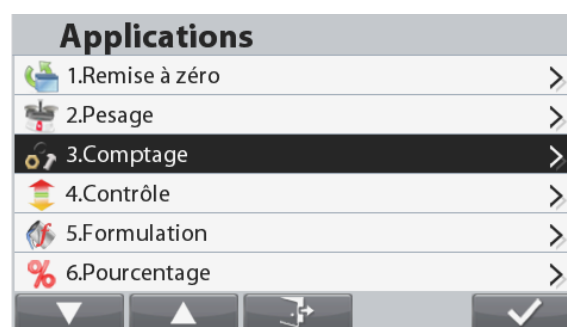 Applications
1.Remise à zéro
2.Pesage
3.Comptage
4.Contrôle
5.Formulation
6.Pourcentage